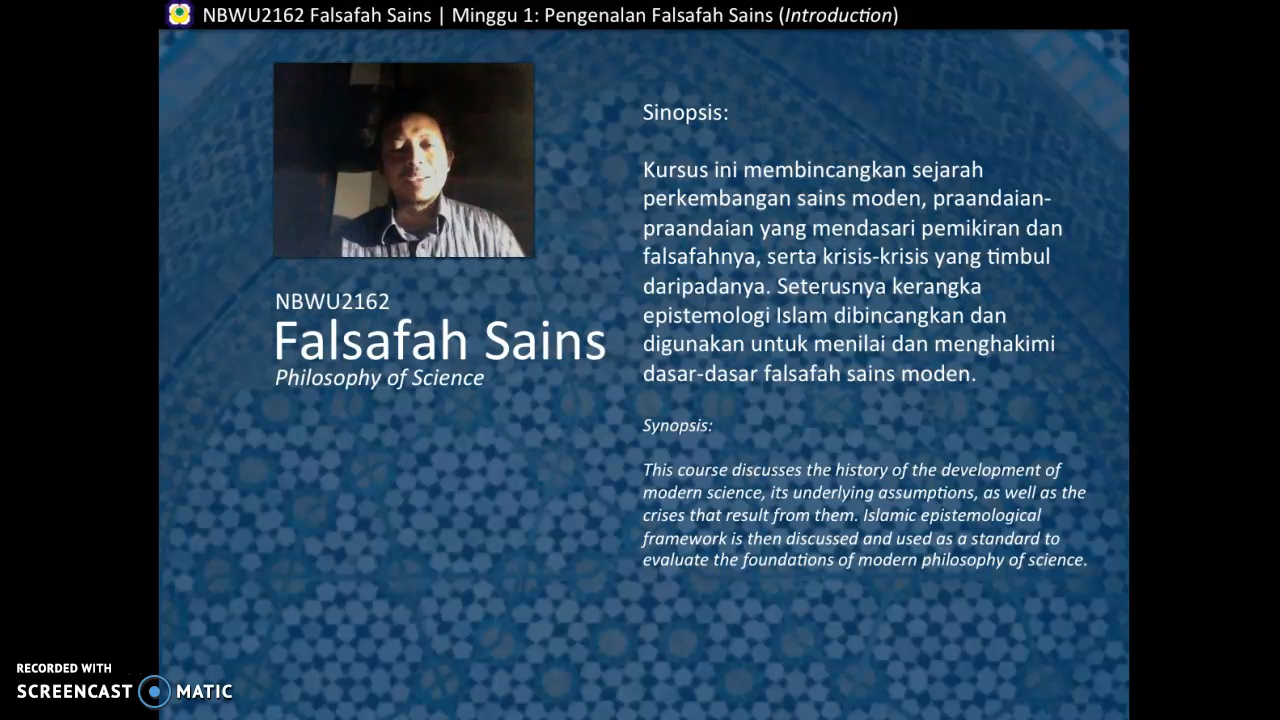 NBWU2162 Falsafah Sains | Minggu 1: Pengenalan Falsafah Sains (Introduction)
NBWU2162
Falsafah Sains
Philosophy of Science
Sinopsis:
Kursus ini membincangkan sejarah
perkembangan sains moden, praandaian-
praandaian yang mendasari pemikiran dan
falsafahnya, serta krisis-krisis yang timbul
daripadanya. Seterusnya kerangka
epistemologi Islam dibincangkan dan
digunakan untuk menilai dan menghakimi
dasar-dasar falsafah sains moden.
Synopsis:
This course discusses the history of the development of
modern science, its underlying assumptions, as well as the
crises that result from them. Islamic epistemological
framework is then discussed and used as a standard to
evaluate the foundations of modern philosophy of science.
RECORDED WITH
SCREENCAST MATIC